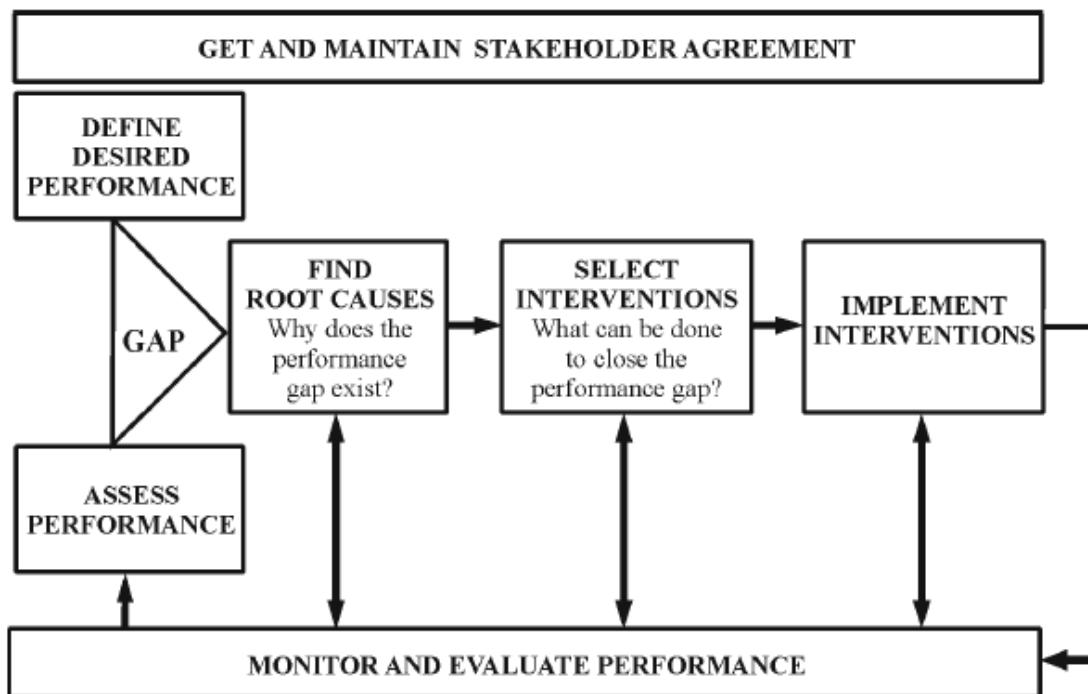 GET AND MAINTAIN STAKEHOLDER AGREEMENT
DEFINE
DESIRED
PERFORMANCE
GAP
FIND
ROOT CAUSES
Why does the
performance
gap exist?
SELECT
INTERVENTIONS
What can be done
to close the
performance gap?
IMPLEMENT
INTERVENTIONS
ASSESS
PERFORMANCE
MONITOR AND EVALUATE PERFORMANCE